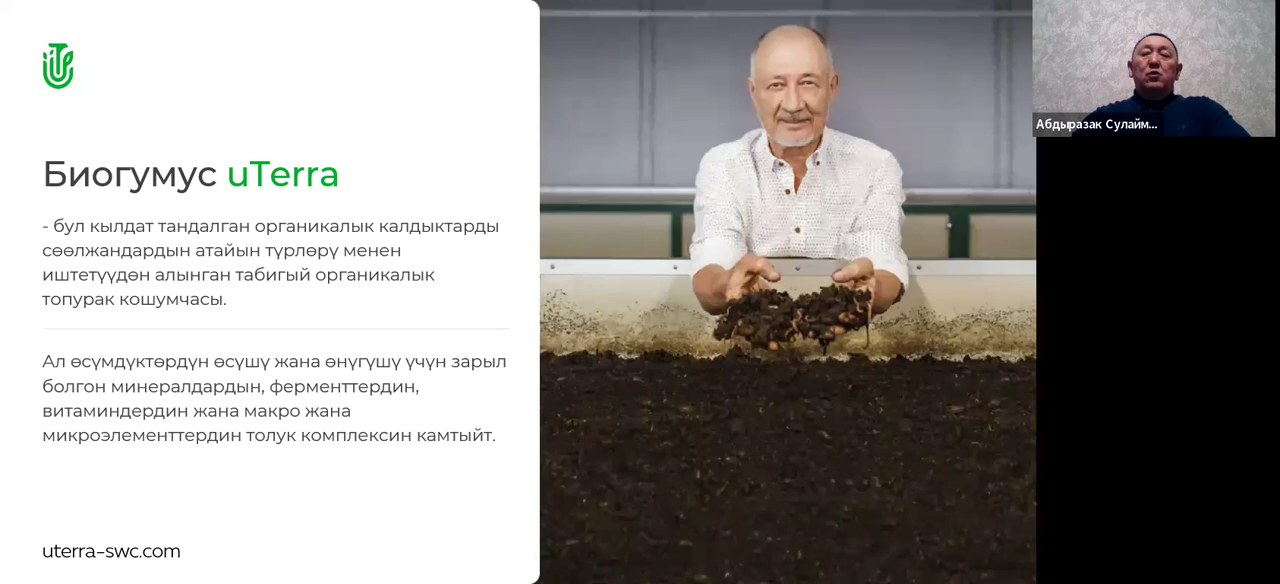 Биогумус uTerra
- бул кылдат тандалган органикалык калдыктарды
сөөлжандардын атайын түрлөрү менен
иштетүүдөн алынган табигый органикалык
топурак кошумчасы.
Ал өсүмдүктөрдүн өсүшү жана өнүгүшү үчүн зарыл
болгон минералдардын, ферменттердин,
витаминдердин жана макро жана
микроэлементтердин толук комплексин камтыйт.
uterra-swc.com
Абдыразак Сулайм...